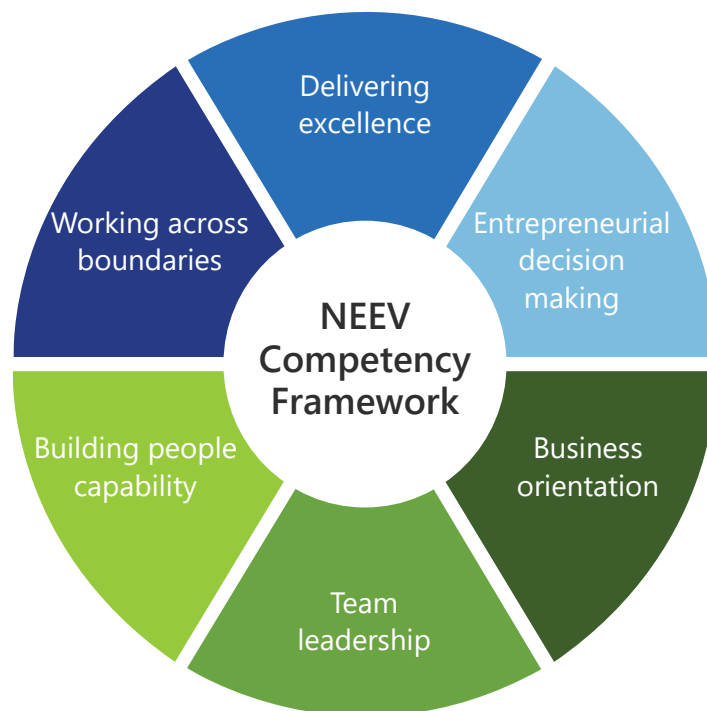 Delivering
excellence
Entrepreneurial
decision
making
Business
orientation
Team
leadership
Building people
capability
Working across
boundaries
NEEV
Competency
Framework